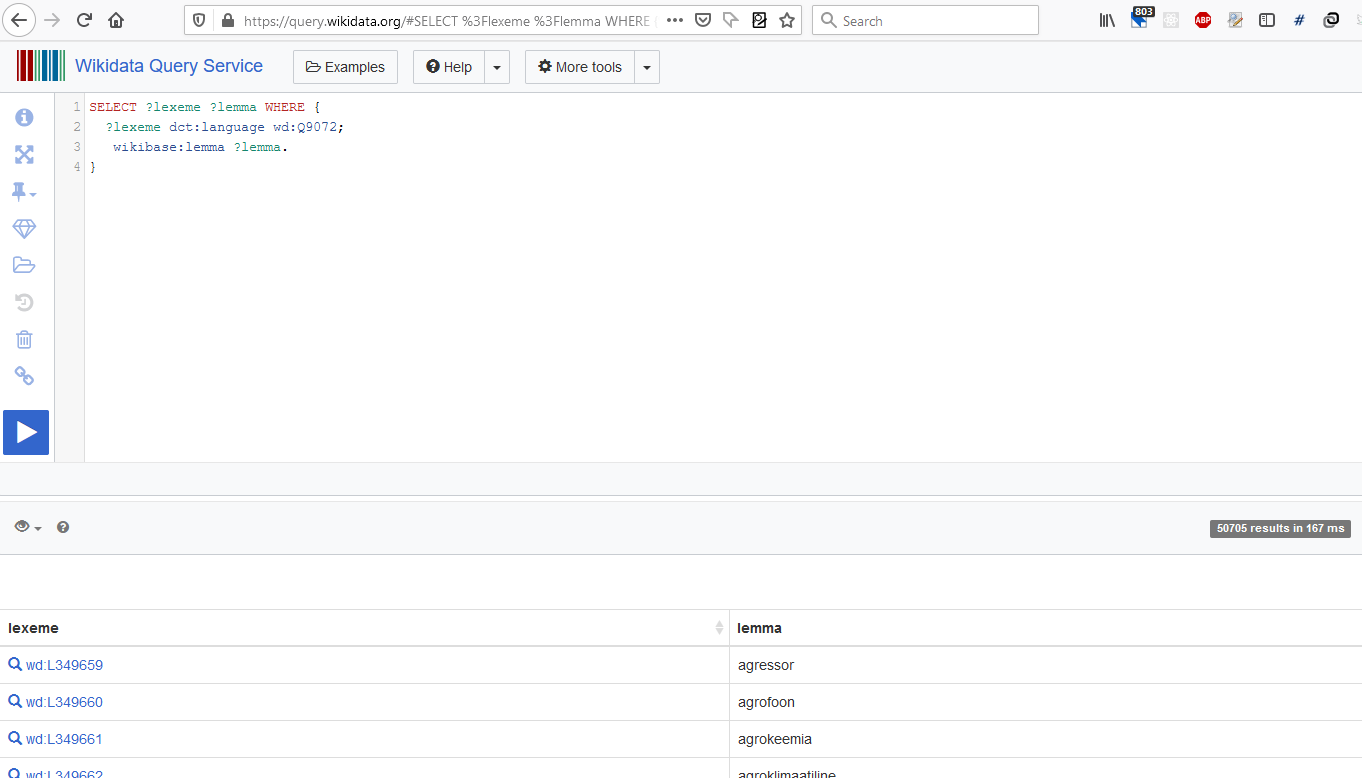 https://query.wikidata.org/#SELECT %3Flexeme %3Flemma WHERE
Search
803
ABP
#
Wikidata Query Service
Examples
Help
More tools
1 SELECT ?lexeme ?lemma WHERE {
2 ?lexeme dct:language wd:Q9072;
3 wikibase:lemma ?lemma.
4 }
50705 results in 167 ms
lexeme lemma
wd:L349659 agressor
wd:L349660 agrofoon
wd:L349661 agrokeemia
wd:L349662 agroklimaatiline